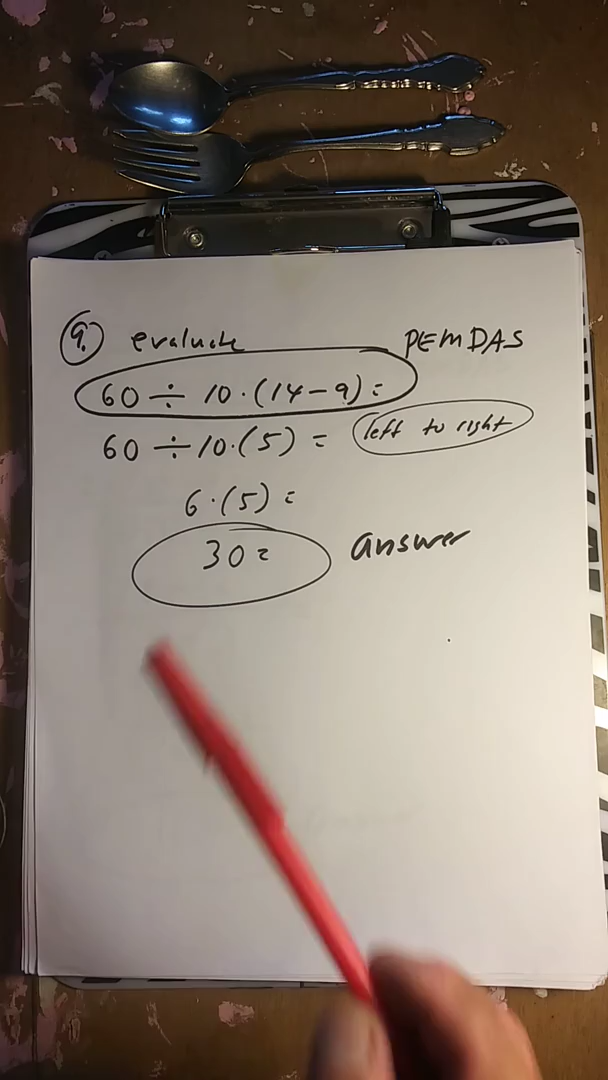 9. evaluate PEMDAS
60 ÷ 10 · (14 - 9) =
60 ÷ 10 · (5) = left to right
6 · (5) =
30 = answer